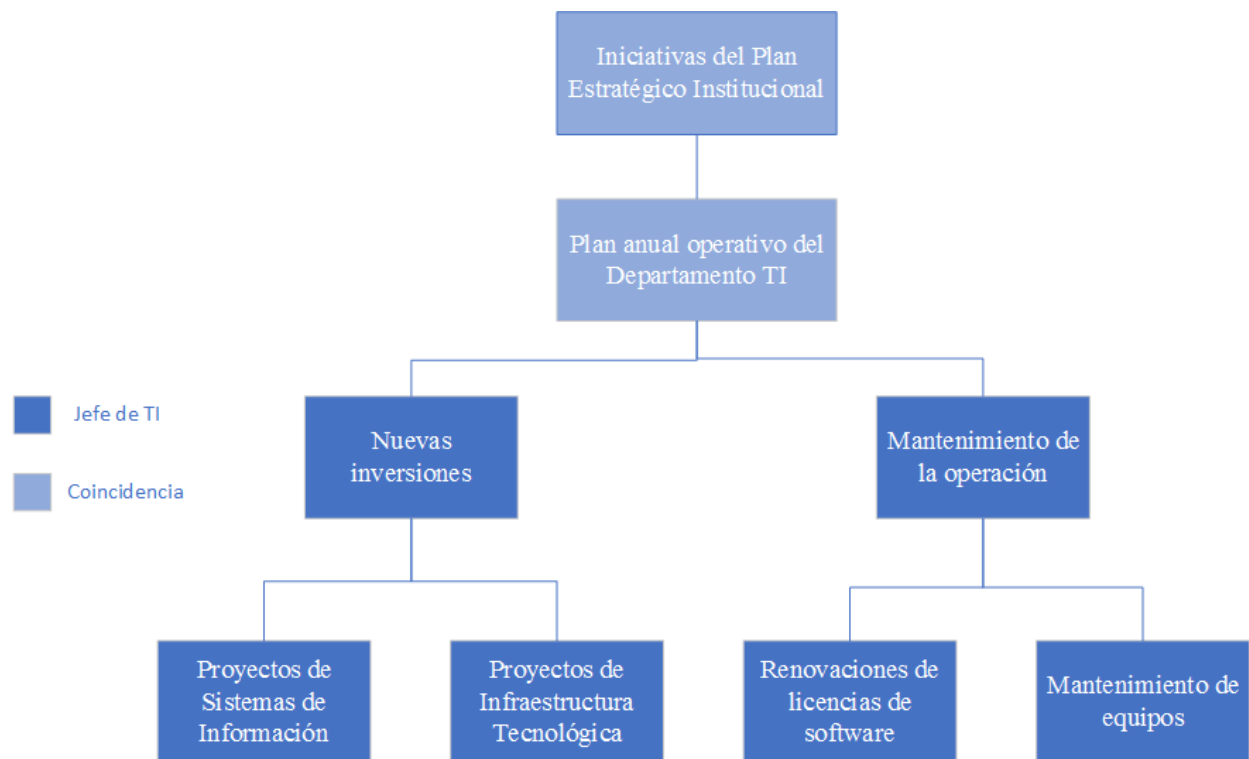 Iniciativas del Plan
Estratégico Institucional
Plan anual operativo del
Departamento TI
Jefe de TI
Coincidencia
Nuevas
inversiones
Mantenimiento de
la operación
Proyectos de
Sistemas de
Información
Proyectos de
Infraestructura
Tecnológica
Renovaciones de
licencias de
software
Mantenimiento de
equipos